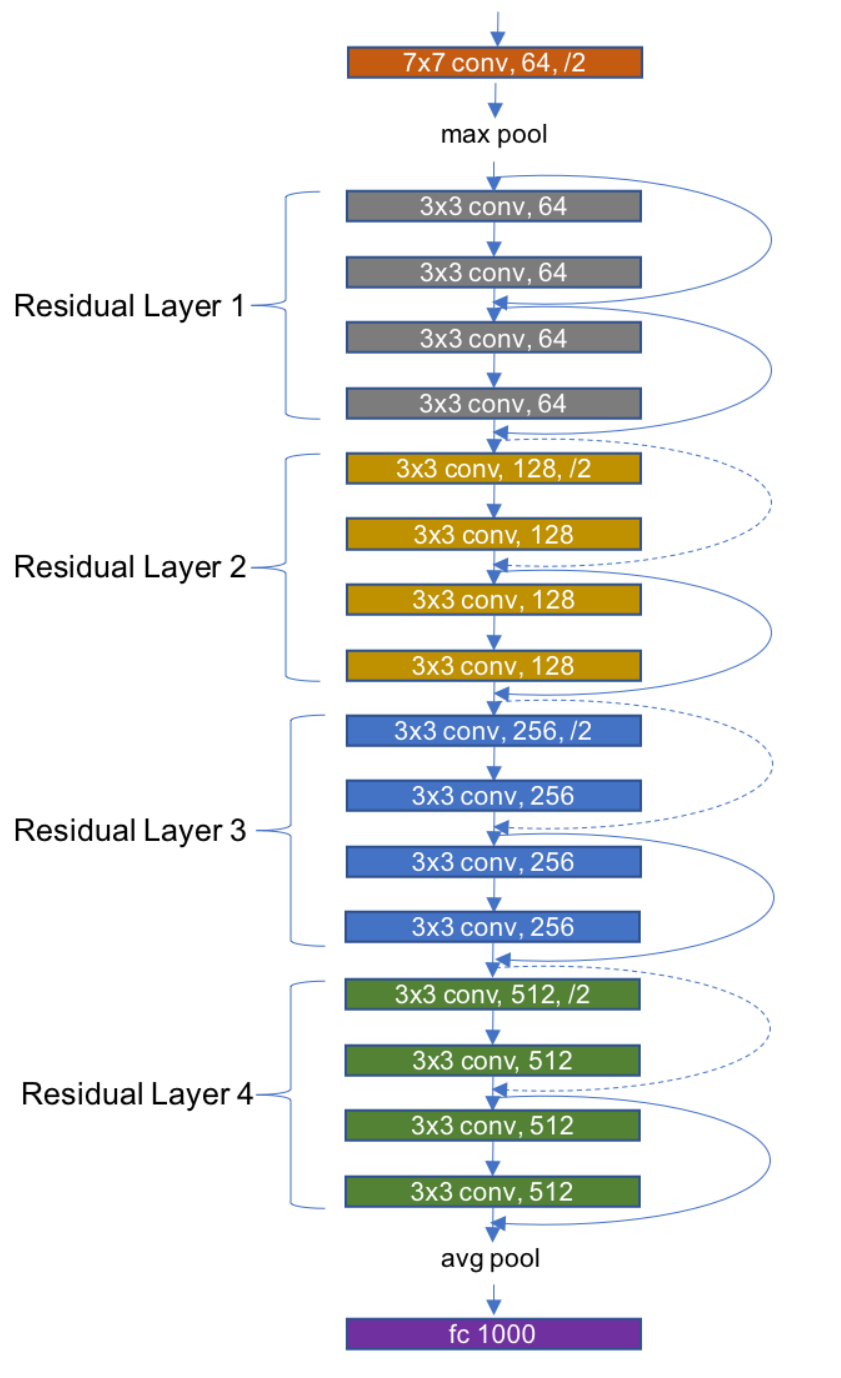 7x7 conv, 64, /2
max pool
3x3 conv, 64
3x3 conv, 64
Residual Layer 1
3x3 conv, 64
3x3 conv, 64
3x3 conv, 128, /2
3x3 conv, 128
Residual Layer 2
3x3 conv, 128
3x3 conv, 128
3x3 conv, 256, /2
3x3 conv, 256
Residual Layer 3
3x3 conv, 256
3x3 conv, 256
3x3 conv, 512, /2
3x3 conv, 512
Residual Layer 4
3x3 conv, 512
3x3 conv, 512
avg pool
fc 1000